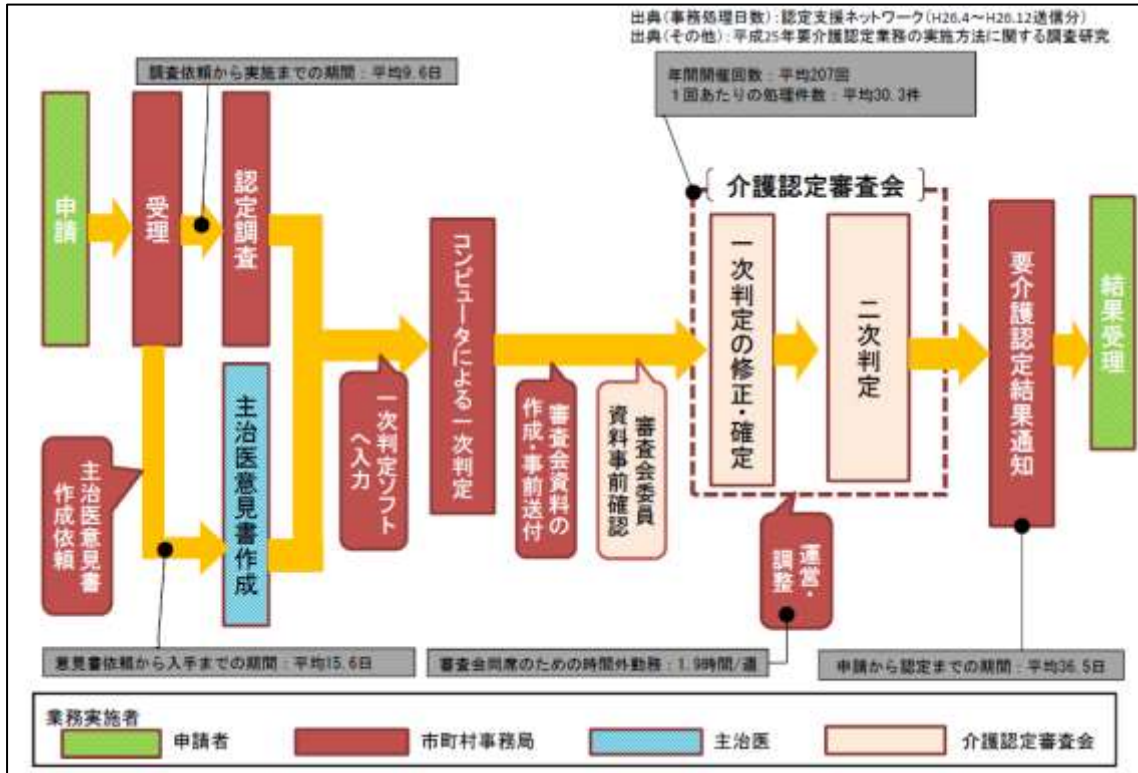 出典(事務処理日数):認定支援ネットワーク(H26.4～H26.12送信分)
出典(その他):平成25年要介護認定業務の実施方法に関する調査研究
調査依頼から実施までの期間:平均9.6日
年間開催回数:平均207回
1回あたりの処理件数:平均30.3件
申請
受理
認定調査
主治医意見書
作成依頼
主治医意見書作成
一次判定ソフト
へ入力
コンピュータによる一次判定
審査会資料の
作成・事前送付
審査会委員
資料事前確認
介護認定審査会
一次判定の修正・確定
二次判定
運営・
調整
要介護認定結果通知
結果受理
意見書依頼から入手までの期間:平均15.6日
審査会同席のための時間外勤務:1.9時間/週
申請から認定までの期間:平均36.5日
業務実施者
申請者
市町村事務局
主治医
介護認定審査会